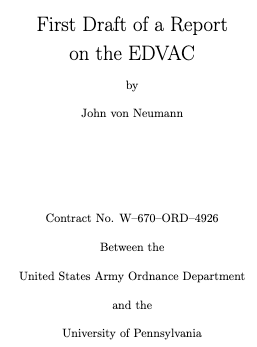 First Draft of a Report
on the EDVAC
by
John von Neumann
Contract No. W–670–ORD–4926
Between the
United States Army Ordnance Department
and the
University of Pennsylvania